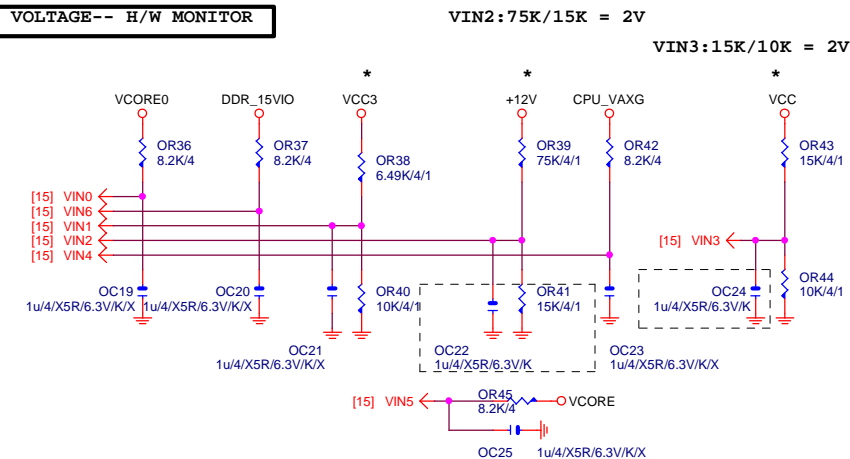 VOLTAGE-- H/W MONITOR
VIN2:75K/15K = 2V
VIN3:15K/10K = 2V
* * *
VCORE0 DDR_15VIO VCC3 +12V CPU_VAXG VCC
OR36 OR37 OR38 OR39 OR42 OR43
8.2K/4 8.2K/4 6.49K/4/1 75K/4/1 8.2K/4 15K/4/1
[15] VIN0
[15] VIN6
[15] VIN1
[15] VIN2
[15] VIN4
[15] VIN3
OC19 OC20 OR40 OR41 OC24 OR44
1u/4/X5R/6.3V/K/X 1u/4/X5R/6.3V/K/X 10K/4/1 15K/4/1 1u/4/X5R/6.3V/K 10K/4/1
OC21 OC22 OC23
1u/4/X5R/6.3V/K/X 1u/4/X5R/6.3V/K 1u/4/X5R/6.3V/K/X
[15] VIN5 OR45 VCORE
8.2K/4
OC25 1u/4/X5R/6.3V/K/X